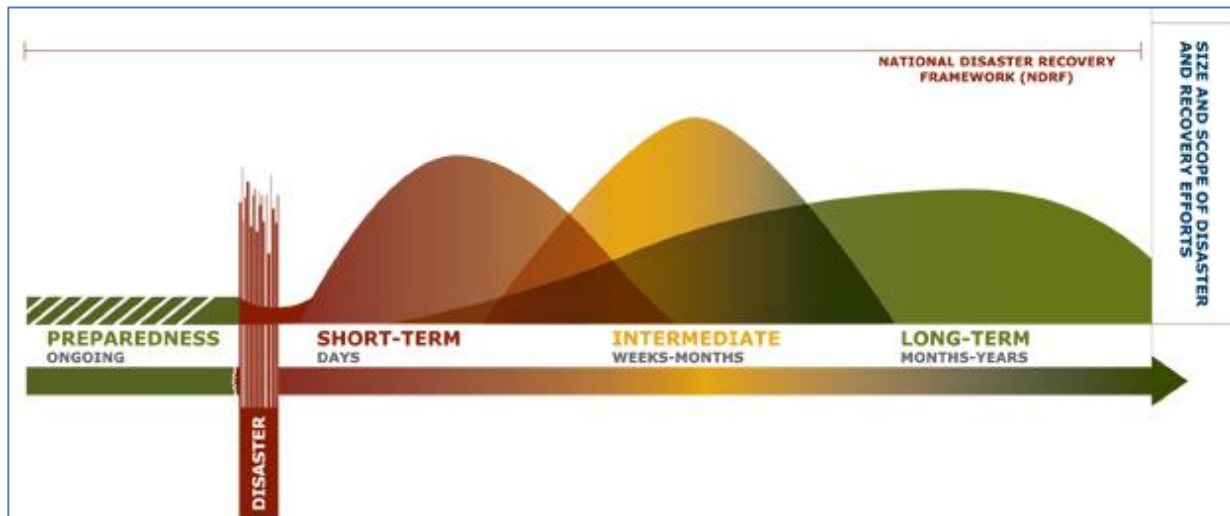 NATIONAL DISASTER RECOVERY
FRAMEWORK (NDRF)
SIZE AND SCOPE OF DISASTER
AND RECOVERY EFFORTS
PREPAREDNESS
ONGOING
SHORT-TERM
DAYS
INTERMEDIATE
WEEKS-MONTHS
LONG-TERM
MONTHS-YEARS
DISASTER